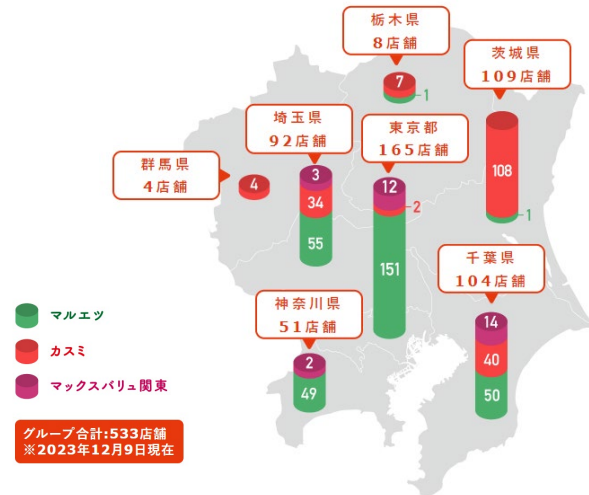 栃木県
8店舗
7
1
茨城県
109店舗
108
1
埼玉県
92店舗
3
34
55
東京都
165店舗
12
2
151
群馬県
4店舗
4
千葉県
104店舗
14
40
50
神奈川県
51店舗
2
49
マルエツ
カスミ
マックスバリュ関東
グループ合計:533店舗
※2023年12月9日現在